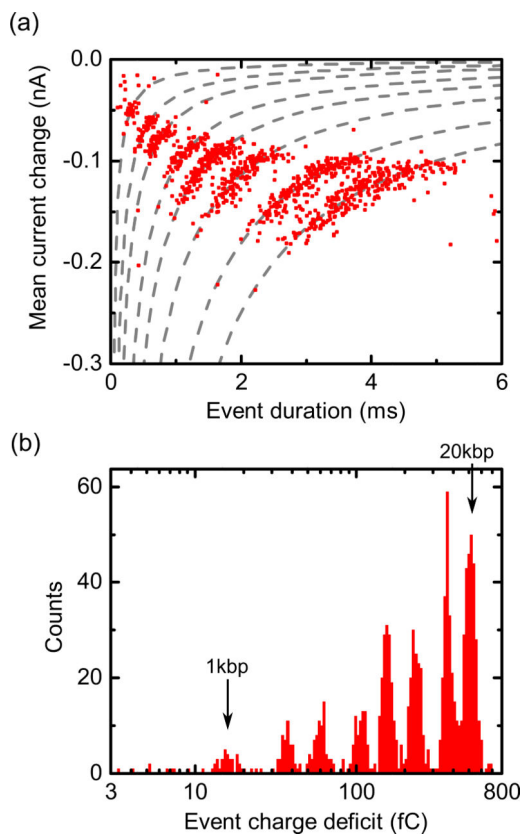 (a)
0.0
-0.1
-0.2
-0.3
Mean current change (nA)
0
2
4
6
Event duration (ms)
(b)
20kbp
60
40
20
0
Counts
1kbp
3
10
100
800
Event charge deficit (fC)